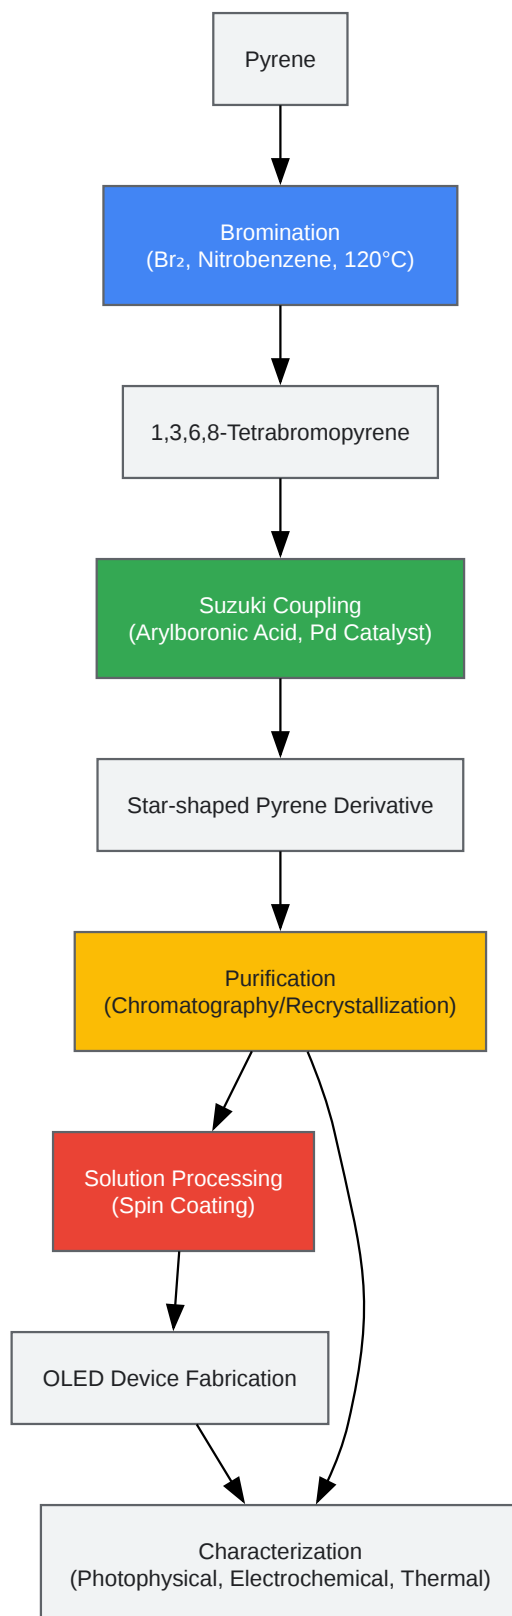 Pyrene
Bromination
(Br₂, Nitrobenzene, 120°C)
1,3,6,8-Tetrabromopyrene
Suzuki Coupling
(Arylboronic Acid, Pd Catalyst)
Star-shaped Pyrene Derivative
Purification
(Chromatography/Recrystallization)
Solution Processing
(Spin Coating)
OLED Device Fabrication
Characterization
(Photophysical, Electrochemical, Thermal)